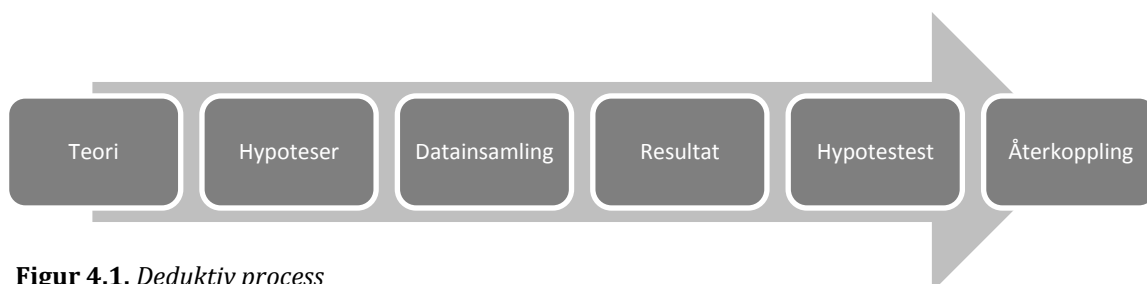 Teori
Hypoteser
Datainsamling
Resultat
Hypotestest
Återkoppling
Figur 4.1. Deduktiv process